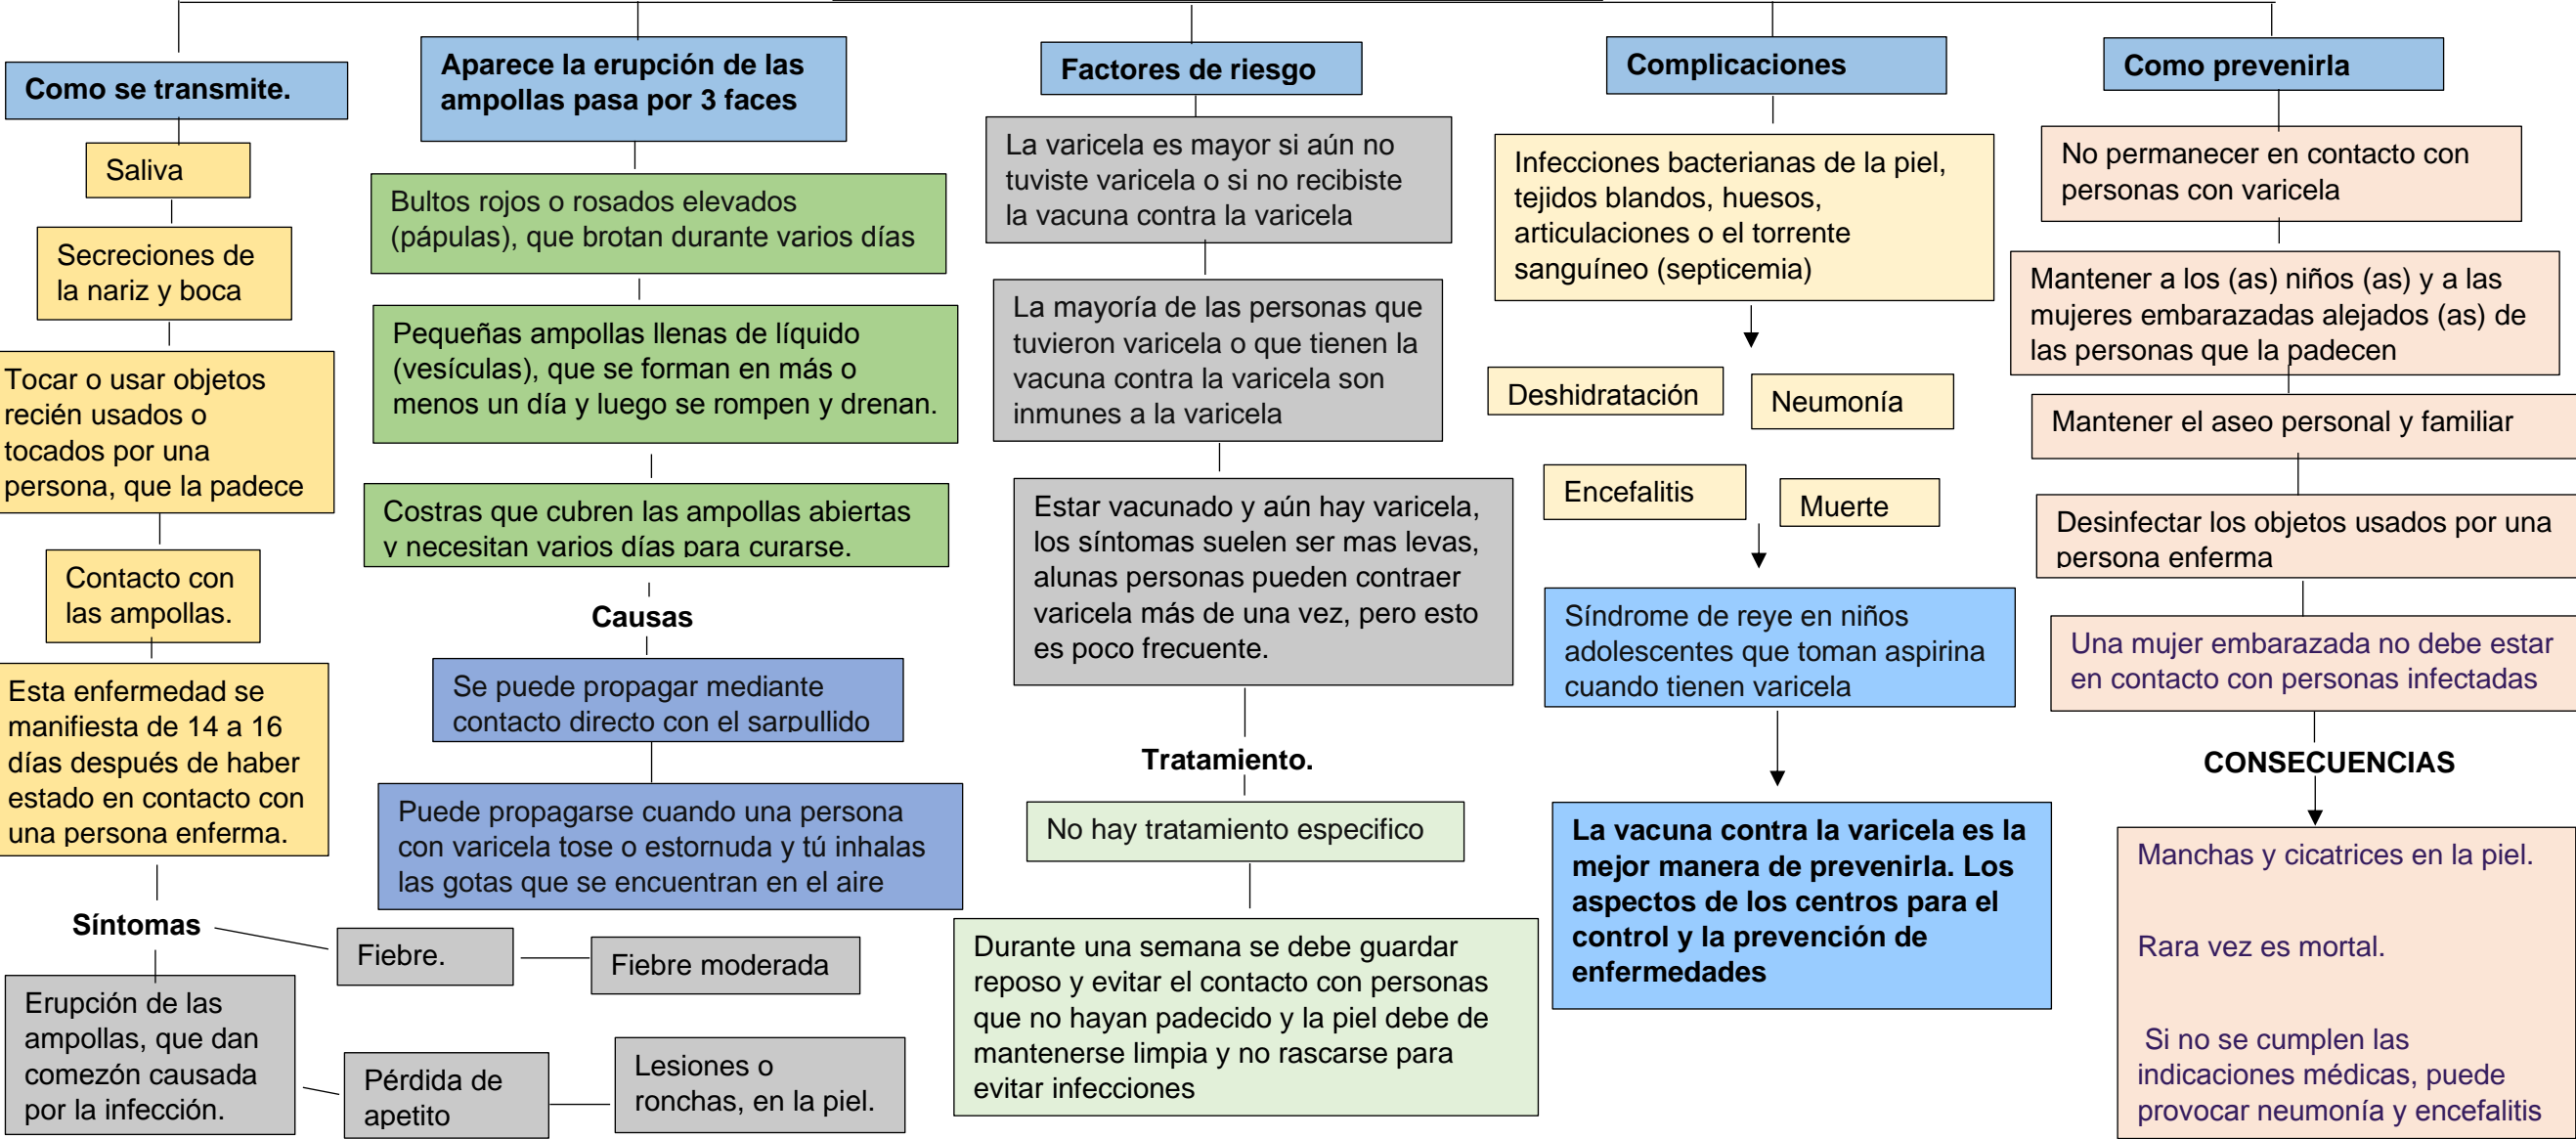 Como se transmite.
Saliva
Secreciones de
la nariz y boca
Tocar o usar objetos
recién usados o
tocados por una
persona, que la padece
Contacto con
las ampollas.
Esta enfermedad se
manifiesta de 14 a 16
días después de haber
estado en contacto con
una persona enferma.
Síntomas
Erupción de las
ampollas, que dan
comezón causada
por la infección.
Fiebre.
Fiebre moderada
Pérdida de
apetito
Lesiones o
ronchas, en la piel.
Aparece la erupción de las
ampollas pasa por 3 faces
Bultos rojos o rosados elevados
(pápulas), que brotan durante varios días
Pequeñas ampollas llenas de líquido
(vesículas), que se forman en más o
menos un día y luego se rompen y drenan.
Costras que cubren las ampollas abiertas
y necesitan varios días para curarse.
Causas
Se puede propagar mediante
contacto directo con el sarpullido
Puede propagarse cuando una persona
con varicela tose o estornuda y tú inhalas
las gotas que se encuentran en el aire
Factores de riesgo
La varicela es mayor si aún no
tuviste varicela o si no recibiste
la vacuna contra la varicela
La mayoría de las personas que
tuvieron varicela o que tienen la
vacuna contra la varicela son
inmunes a la varicela
Estar vacunado y aún hay varicela,
los síntomas suelen ser mas levas,
alunas personas pueden contraer
varicela más de una vez, pero esto
es poco frecuente.
Tratamiento.
No hay tratamiento especifico
Durante una semana se debe guardar
reposo y evitar el contacto con personas
que no hayan padecido y la piel debe de
mantenerse limpia y no rascarse para
evitar infecciones
Complicaciones
Infecciones bacterianas de la piel,
tejidos blandos, huesos,
articulaciones o el torrente
sanguíneo (septicemia)
Deshidratación
Neumonía
Encefalitis
Muerte
Síndrome de reye en niños
adolescentes que toman aspirina
cuando tienen varicela
La vacuna contra la varicela es la
mejor manera de prevenirla. Los
aspectos de los centros para el
control y la prevención de
enfermedades
Como prevenirla
No permanecer en contacto con
personas con varicela
Mantener a los (as) niños (as) y a las
mujeres embarazadas alejados (as) de
las personas que la padecen
Mantener el aseo personal y familiar
Desinfectar los objetos usados por una
persona enferma
Una mujer embarazada no debe estar
en contacto con personas infectadas
CONSECUENCIAS
Manchas y cicatrices en la piel.
Rara vez es mortal.
Si no se cumplen las
indicaciones médicas, puede
provocar neumonía y encefalitis